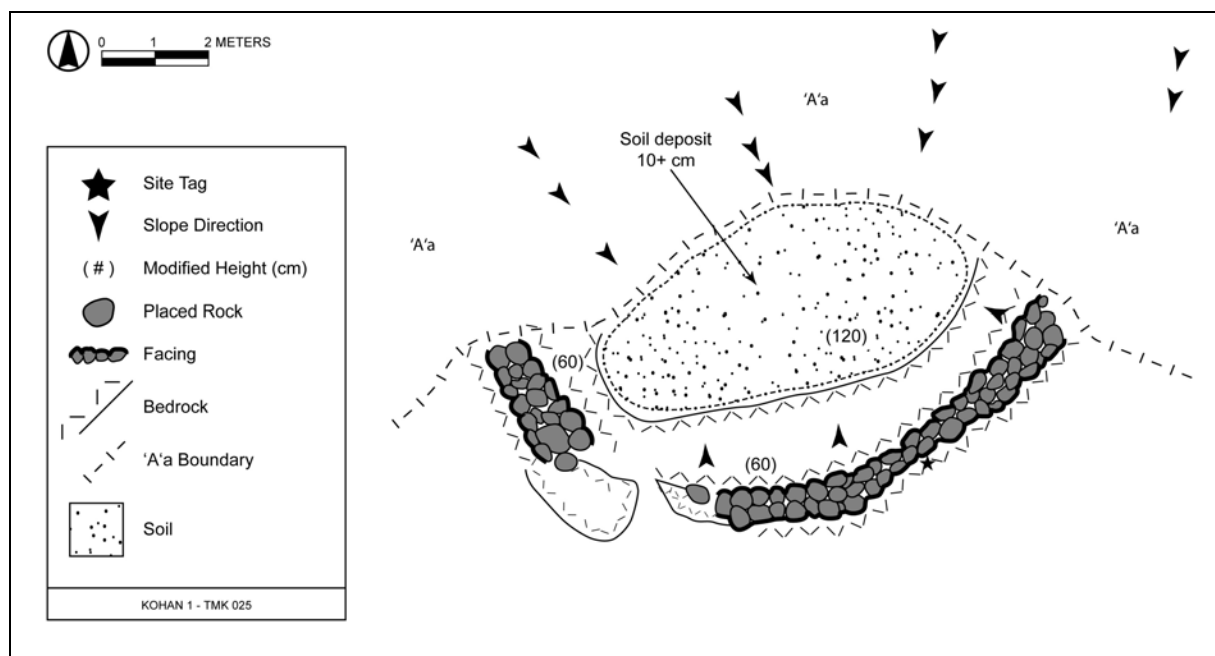 0 1 2 METERS
Site Tag
Slope Direction
( # ) Modified Height (cm)
Placed Rock
Facing
Bedrock
‘A‘a Boundary
Soil
KOHAN 1 - TMK 025
‘A‘a
Soil deposit
10+ cm
‘A‘a
‘A‘a
(120)
(60)
(60)